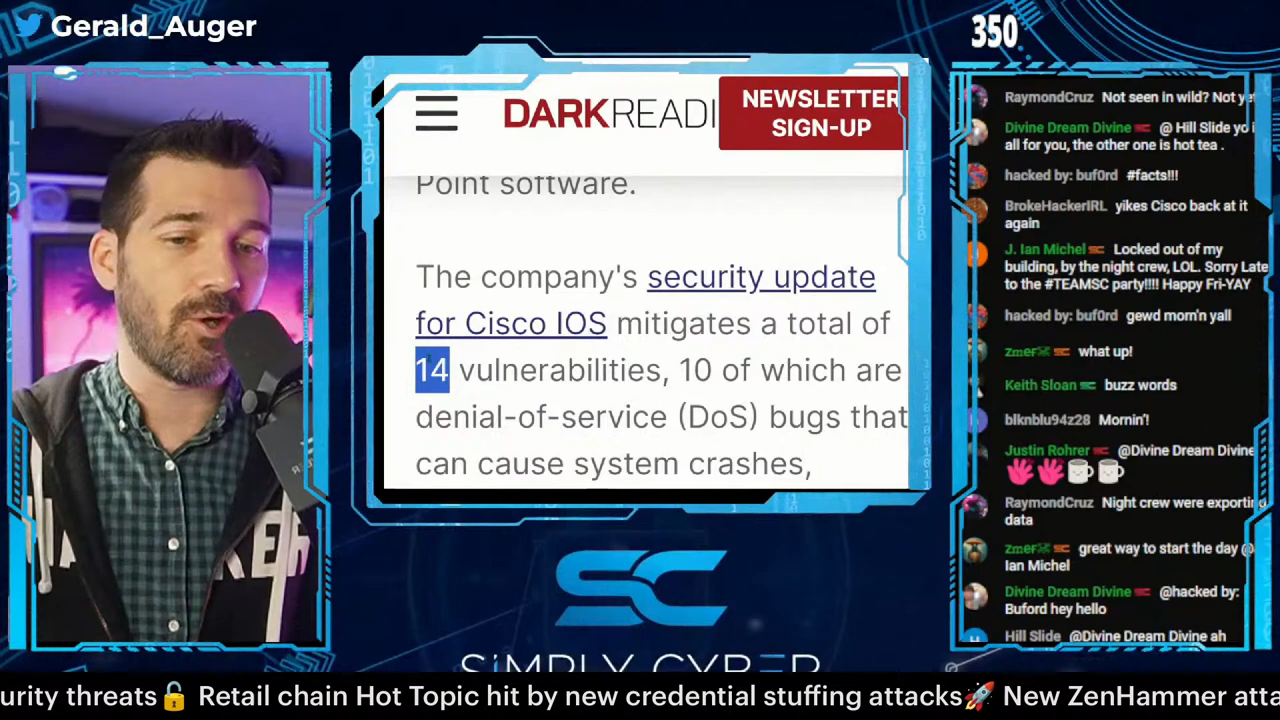 Gerald_Auger
350
DARKREADI
NEWSLETTER
SIGN-UP
Point software.
The company's security update
for Cisco IOS mitigates a total of
14 vulnerabilities, 10 of which are
denial-of-service (DoS) bugs that
can cause system crashes,
SC
SIMPLY CYBER
RaymondCruz Not seen in wild? Not ye
Divine Dream Divine @ Hill Slide yo i
all for you, the other one is hot tea .
hacked by: buf0rd #facts!!!
BrokeHackerIRL yikes Cisco back at it
again
J. Ian Michel Locked out of my
building, by the night crew, LOL. Sorry Late
to the #TEAMSC party!!!! Happy Fri-YAY
hacked by: buf0rd gewd morn'n yall
zmer what up!
Keith Sloan buzz words
blknblu94z28 Mornin'!
Justin Rohrer @Divine Dream Divine
RaymondCruz Night crew were exporting
data
zmer great way to start the day @
Ian Michel
Divine Dream Divine @hacked by:
Buford hey hello
Hill Slide @Divine Dream Divine ah
urity threats🔓 Retail chain Hot Topic hit by new credential stuffing attacks🚀 New ZenHammer atta